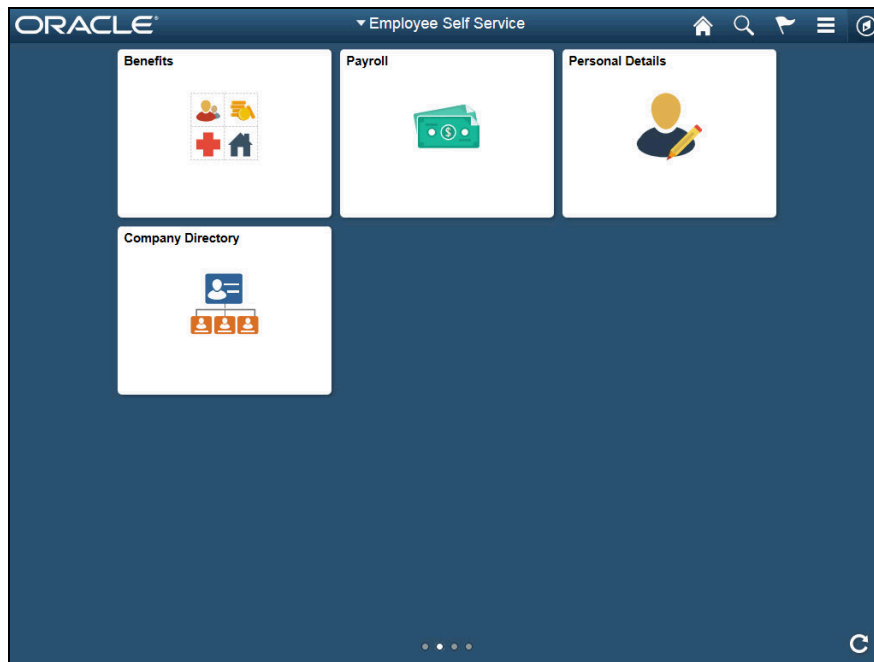 ORACLE®
Employee Self Service
Benefits
Payroll
Personal Details
$
Company Directory